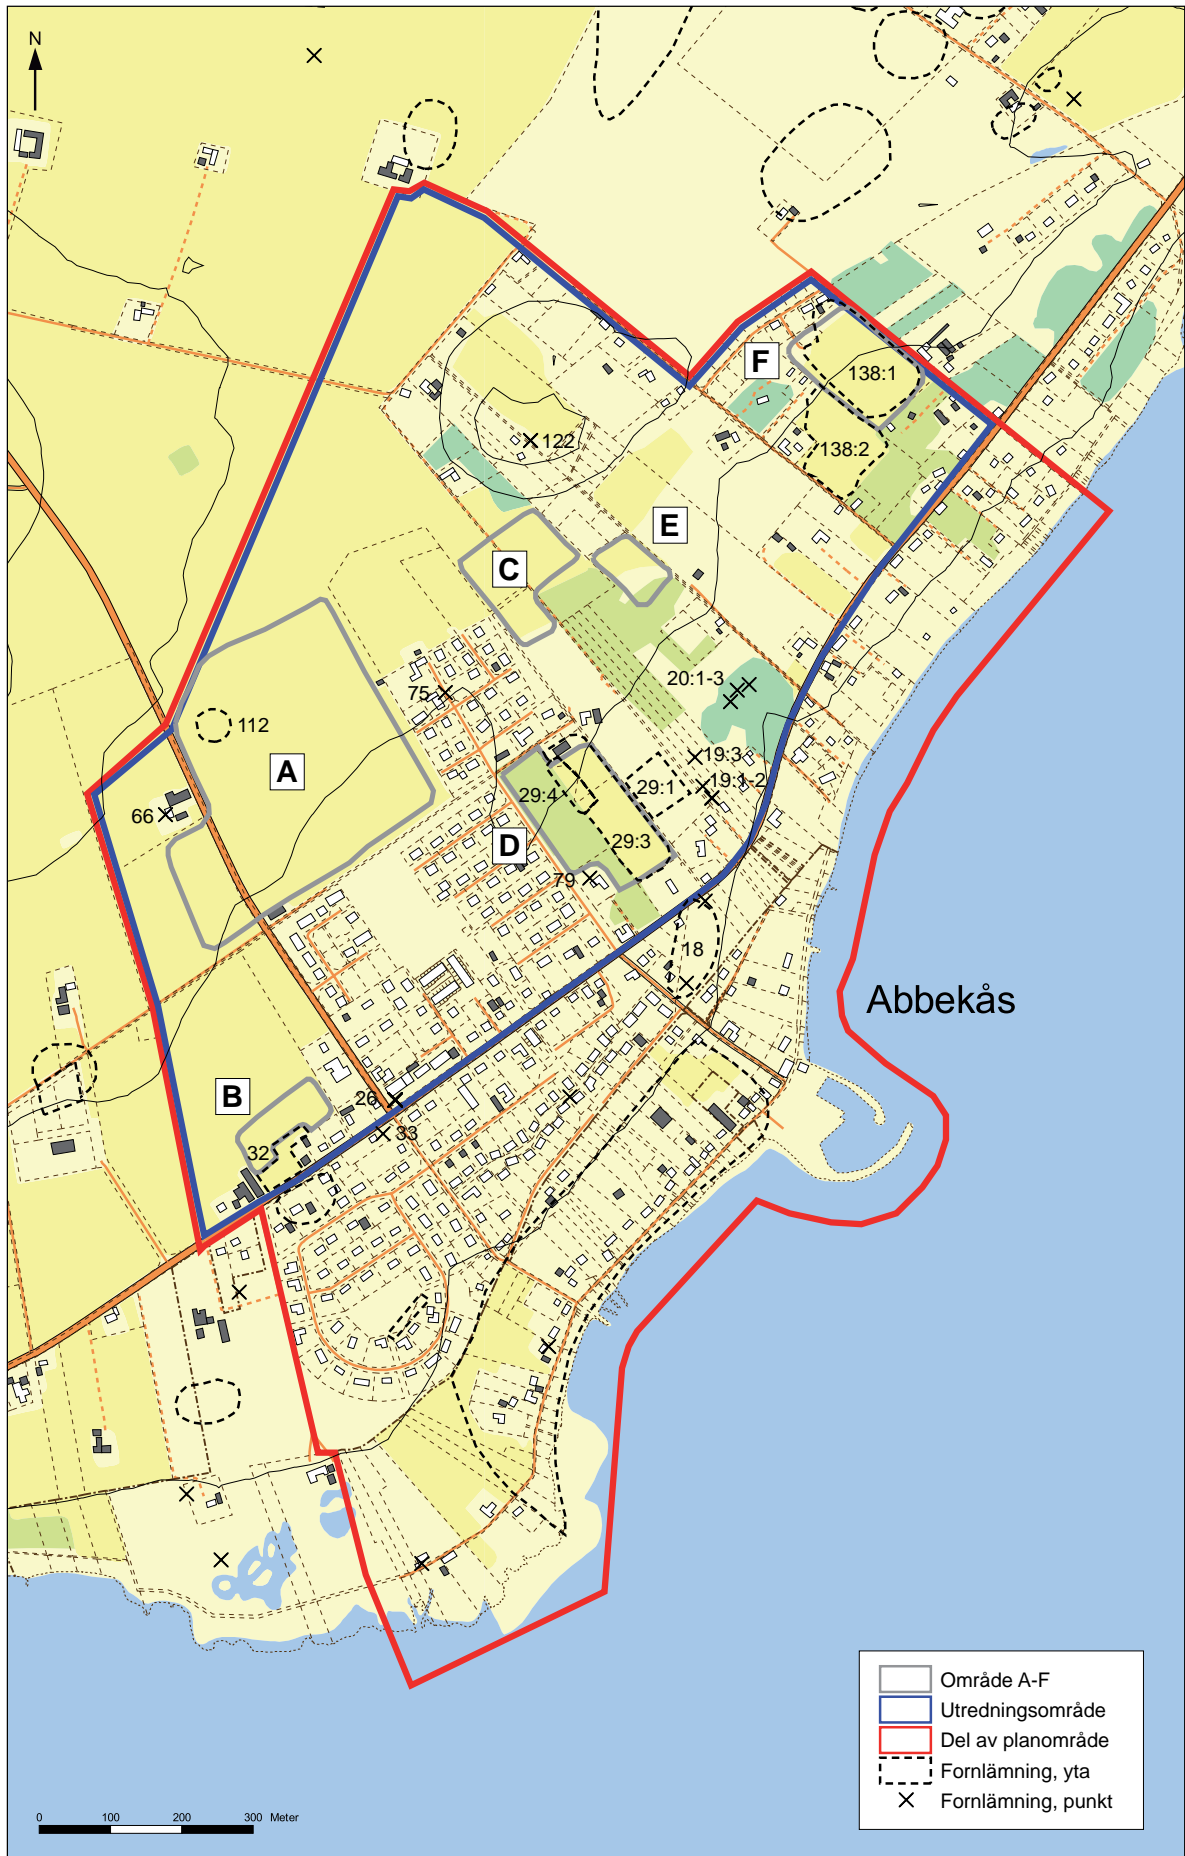 N
F
138:1
122
138:2
E
C
20:1-3
75
112
19:3
A
29:1
19:1-2
29:4
66
29:3
D
79
18
Abbekås
B
26
33
32
Område A-F
Utredningsområde
Del av planområde
Fornlämning, yta
Fornlämning, punkt
0 100 200 300 Meter